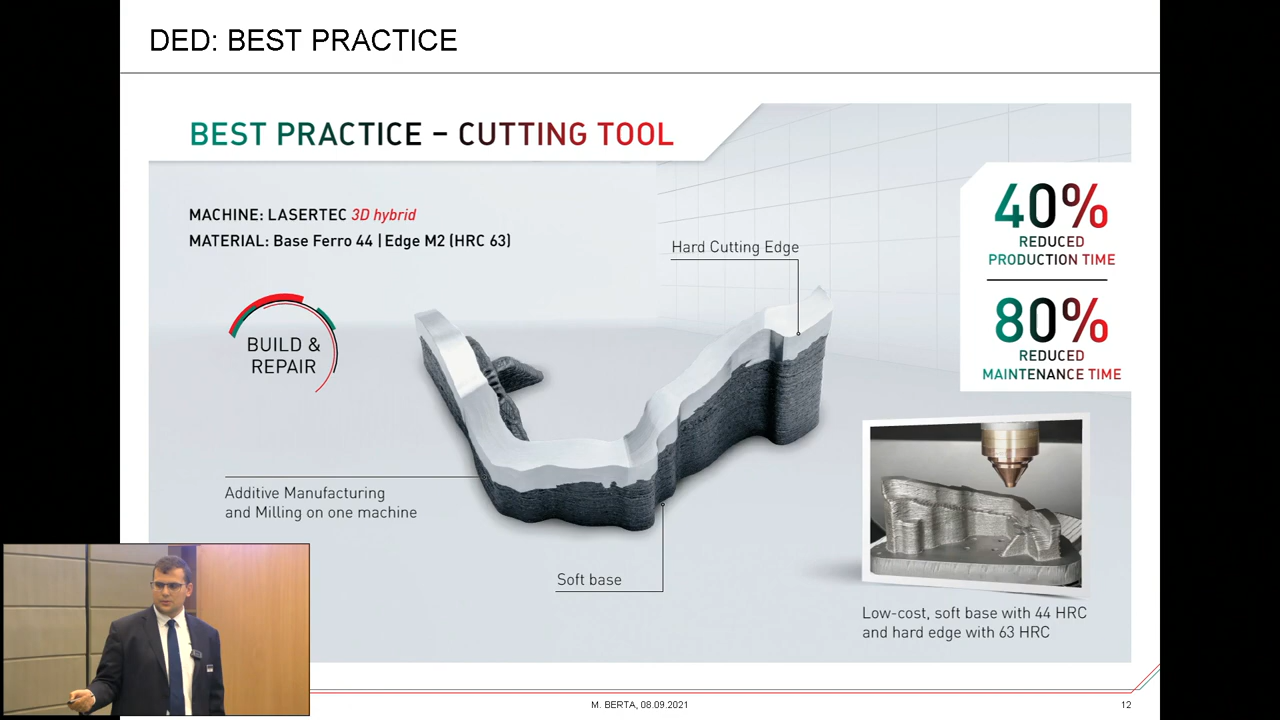 DED: BEST PRACTICE
BEST PRACTICE – CUTTING TOOL
MACHINE: LASERTEC 3D hybrid
MATERIAL: Base Ferro 44 | Edge M2 (HRC 63)
BUILD &
REPAIR
Hard Cutting Edge
40%
REDUCED
PRODUCTION TIME
80%
REDUCED
MAINTENANCE TIME
Additive Manufacturing
and Milling on one machine
Soft base
Low-cost, soft base with 44 HRC
and hard edge with 63 HRC
M. BERTA, 08.09.2021
12